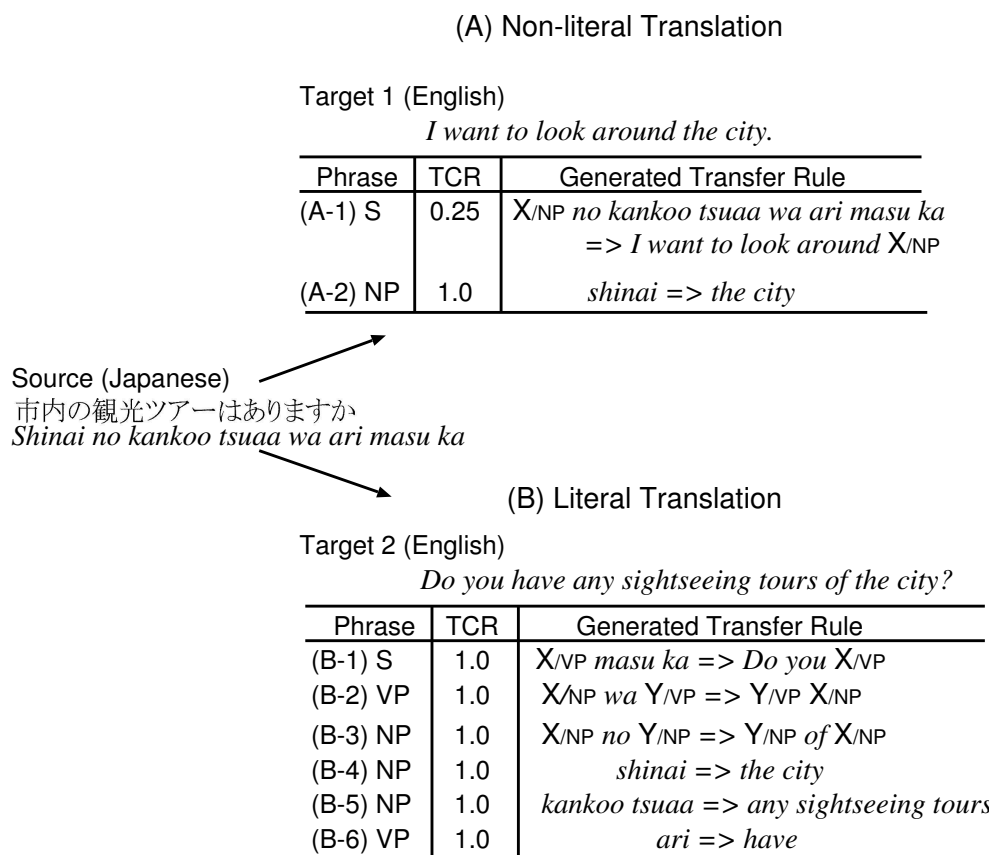 (A) Non-literal Translation
Target 1 (English)
I want to look around the city.
Phrase TCR Generated Transfer Rule
(A-1) S 0.25 X/NP no kankoo tsuaa wa ari masu ka
=> I want to look around X/NP
(A-2) NP 1.0 shinai => the city
Source (Japanese)
市内の観光ツアーはありますか
Shinai no kankoo tsuaa wa ari masu ka
(B) Literal Translation
Target 2 (English)
Do you have any sightseeing tours of the city?
Phrase TCR Generated Transfer Rule
(B-1) S 1.0 X/VP masu ka => Do you X/VP
(B-2) VP 1.0 X/NP wa Y/VP => Y/VP X/NP
(B-3) NP 1.0 X/NP no Y/NP => Y/NP of X/NP
(B-4) NP 1.0 shinai => the city
(B-5) NP 1.0 kankoo tsuaa => any sightseeing tours
(B-6) VP 1.0 ari => have